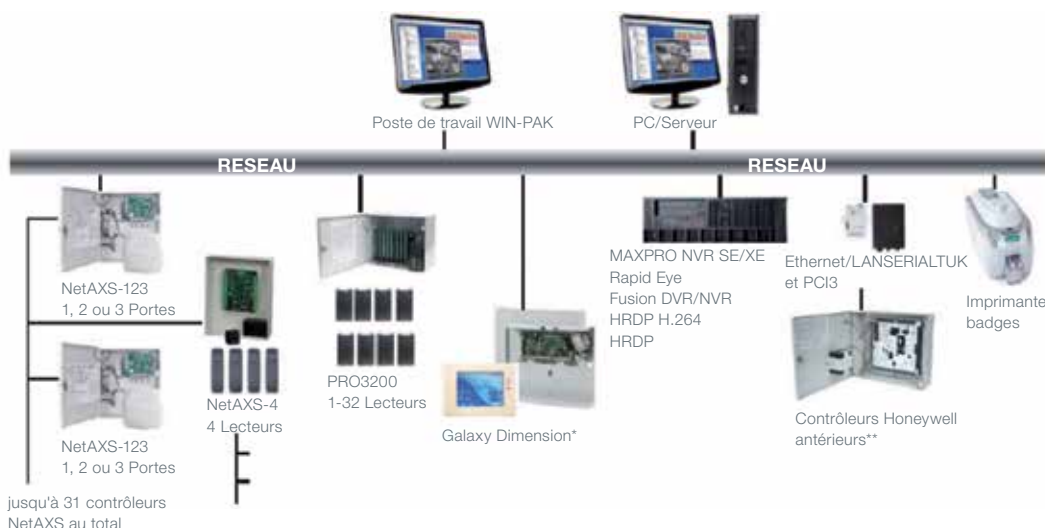 Poste de travail WIN-PAK
PC/Serveur
RESEAU
RESEAU
NetAXS-123
1, 2 ou 3 Portes
NetAXS-4
4 Lecteurs
NetAXS-123
1, 2 ou 3 Portes
jusqu'à 31 contrôleurs
NetAXS au total
PRO3200
1-32 Lecteurs
Galaxy Dimension*
MAXPRO NVR SE/XE
Rapid Eye
Fusion DVR/NVR
HRDP H.264
HRDP
Ethernet/LANSERIALTUK
et PCI3
Contrôleurs Honeywell
antérieurs**
Imprimante
badges